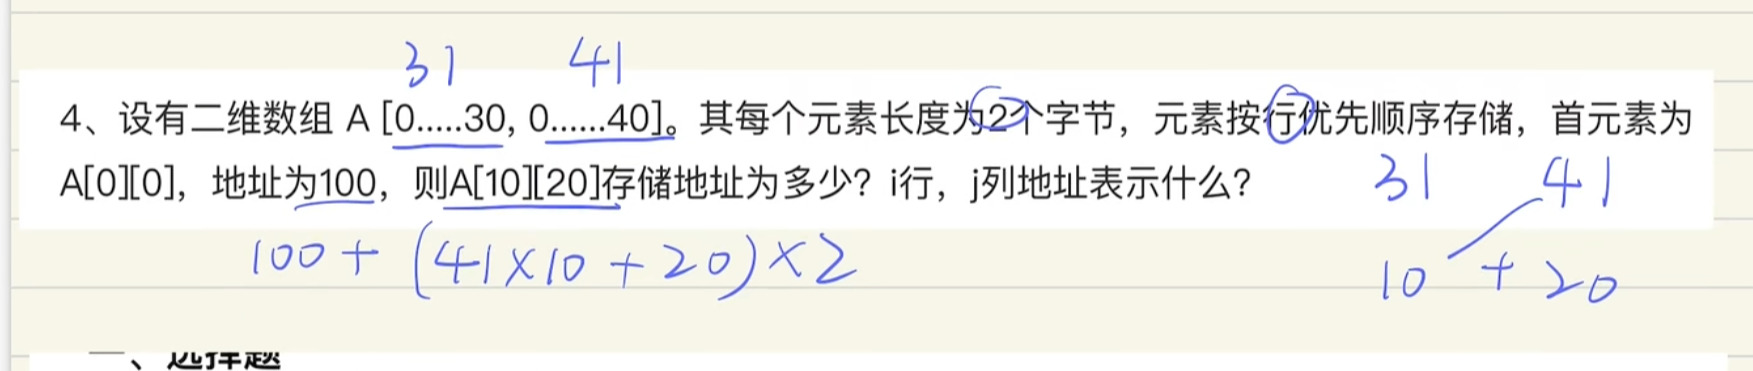 31 41
4、设有二维数组 A [0.....30, 0......40]。其每个元素长度为2个字节，元素按行优先顺序存储，首元素为
A[0][0]，地址为100，则A[10][20]存储地址为多少？i行，j列地址表示什么？
31 41
100 + (41×10 + 20)×2
10 + 20
一、选择题